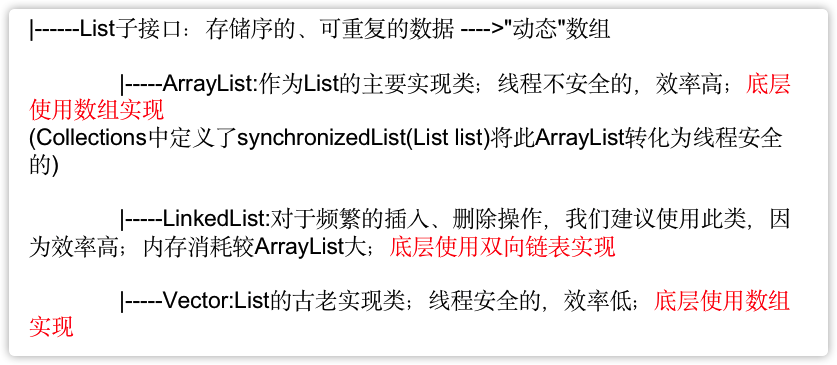 |------List子接口：存储序的、可重复的数据 ---->"动态"数组
|-----ArrayList:作为List的主要实现类；线程不安全的，效率高；底层
使用数组实现
(Collections中定义了synchronizedList(List list)将此ArrayList转化为线程安全
的)
|-----LinkedList:对于频繁的插入、删除操作，我们建议使用此类，因
为效率高；内存消耗较ArrayList大；底层使用双向链表实现
|-----Vector:List的古老实现类；线程安全的，效率低；底层使用数组
实现